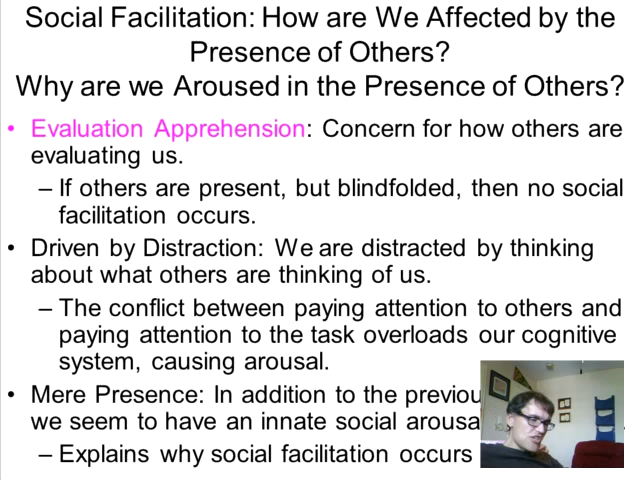 Social Facilitation: How are We Affected by the
Presence of Others?
Why are we Aroused in the Presence of Others?
• Evaluation Apprehension: Concern for how others are
evaluating us.
– If others are present, but blindfolded, then no social
facilitation occurs.
• Driven by Distraction: We are distracted by thinking
about what others are thinking of us.
– The conflict between paying attention to others and
paying attention to the task overloads our cognitive
system, causing arousal.
• Mere Presence: In addition to the
we seem to have an innate social
– Explains why social facilitation occurs